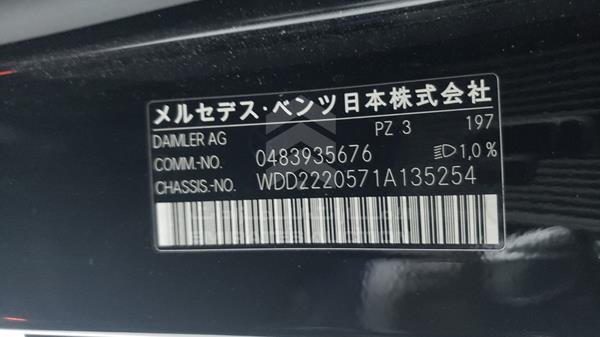 メルセデス・ベンツ日本株式会社
DAIMLER AG PZ 3 197
COMM.-NO. 0483935676 1,0 %
CHASSIS.-NO. WDD2220571A135254